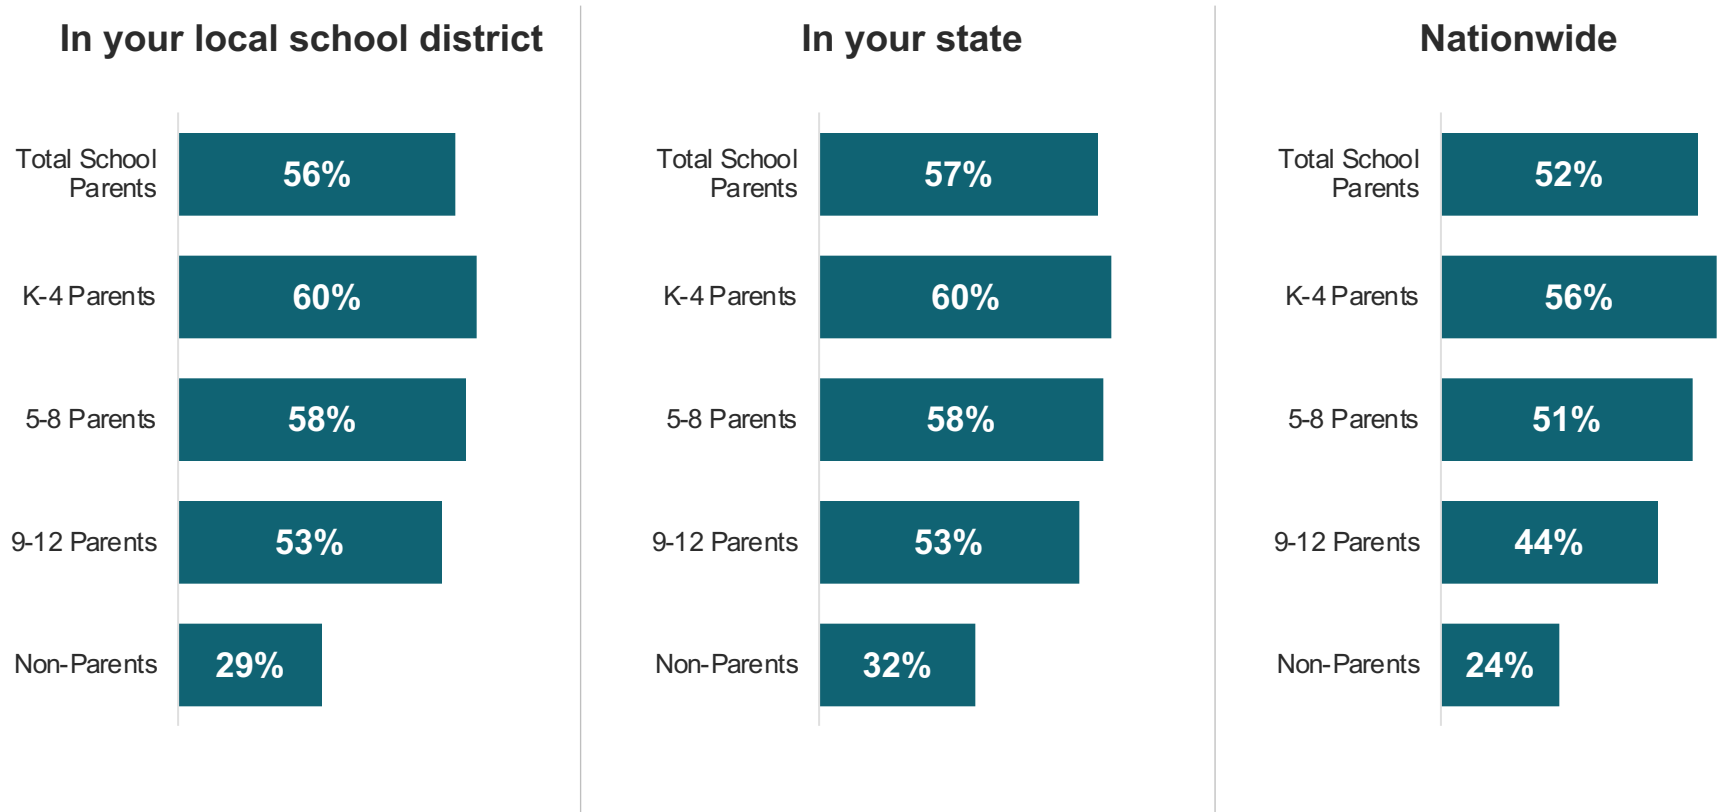 In your local school district
Total School
Parents
56%
K-4 Parents
60%
5-8 Parents
58%
9-12 Parents
53%
Non-Parents
29%
In your state
Total School
Parents
57%
K-4 Parents
60%
5-8 Parents
58%
9-12 Parents
53%
Non-Parents
32%
Nationwide
Total School
Parents
52%
K-4 Parents
56%
5-8 Parents
51%
9-12 Parents
44%
Non-Parents
24%